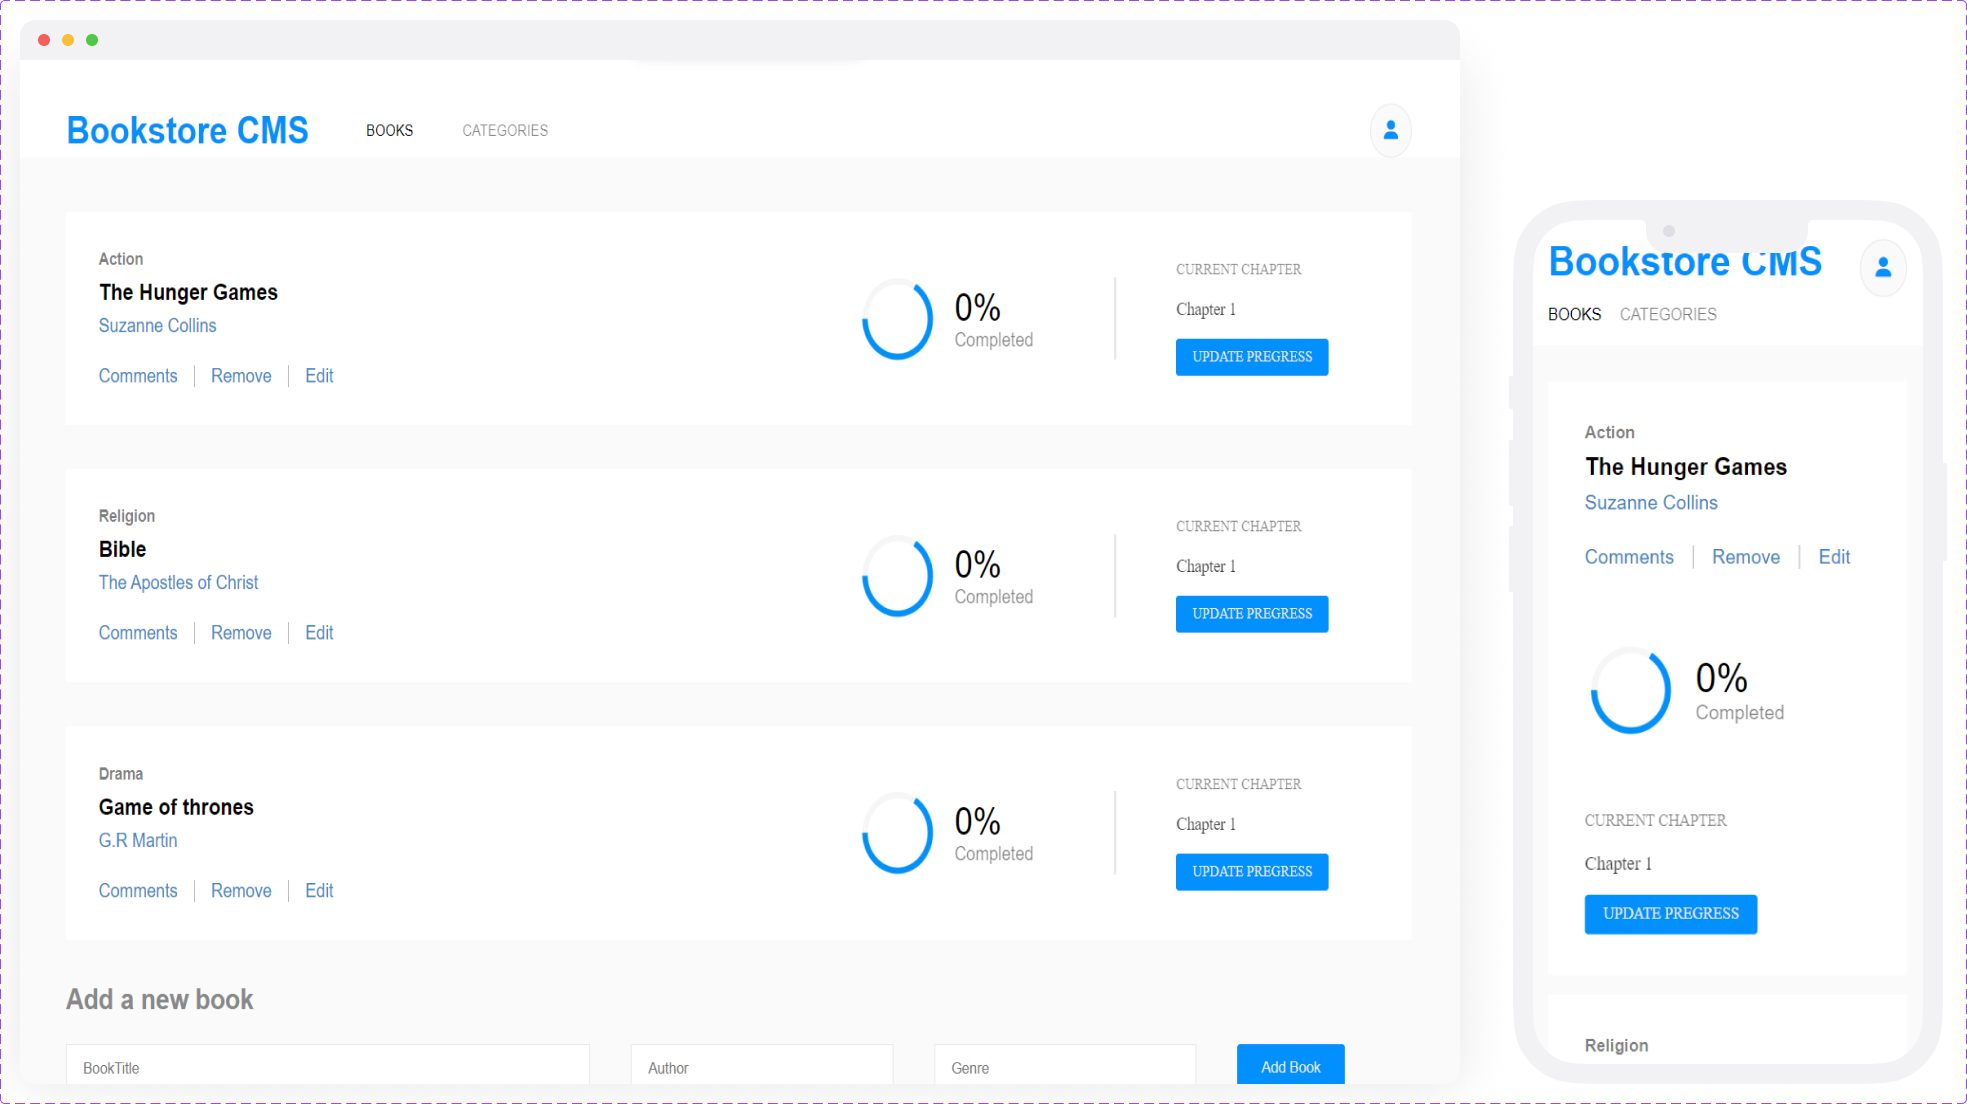 Bookstore CMS
BOOKS
CATEGORIES
Action
The Hunger Games
Suzanne Collins
Comments
Remove
Edit
0%
Completed
CURRENT CHAPTER
Chapter 1
UPDATE PREGRESS
Religion
Bible
The Apostles of Christ
Comments
Remove
Edit
0%
Completed
CURRENT CHAPTER
Chapter 1
UPDATE PREGRESS
Drama
Game of thrones
G.R Martin
Comments
Remove
Edit
0%
Completed
CURRENT CHAPTER
Chapter 1
UPDATE PREGRESS
Add a new book
BookTitle
Author
Genre
Add Book
Bookstore CMS
BOOKS
CATEGORIES
Action
The Hunger Games
Suzanne Collins
Comments
Remove
Edit
0%
Completed
CURRENT CHAPTER
Chapter 1
UPDATE PREGRESS
Religion